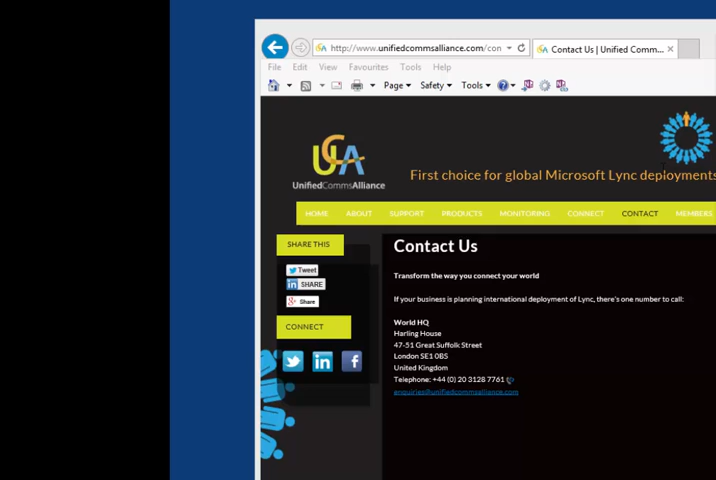 http://www.unifiedcommsalliance.com/con
Contact Us | Unified Comm...
File Edit View Favourites Tools Help
Page Safety Tools
UCA
UnifiedCommsAlliance
First choice for global Microsoft Lync deployments
HOME ABOUT SUPPORT PRODUCTS MONITORING CONNECT CONTACT MEMBERS
SHARE THIS
Tweet
in SHARE
Share
CONNECT
in
f
Contact Us
Transform the way you connect your world
If your business is planning international deployment of Lync, there's one number to call:
World HQ
Harling House
47-51 Great Suffolk Street
London SE1 0BS
United Kingdom
Telephone: +44 (0) 20 3128 7761
enquiries@unifiedcommsalliance.com